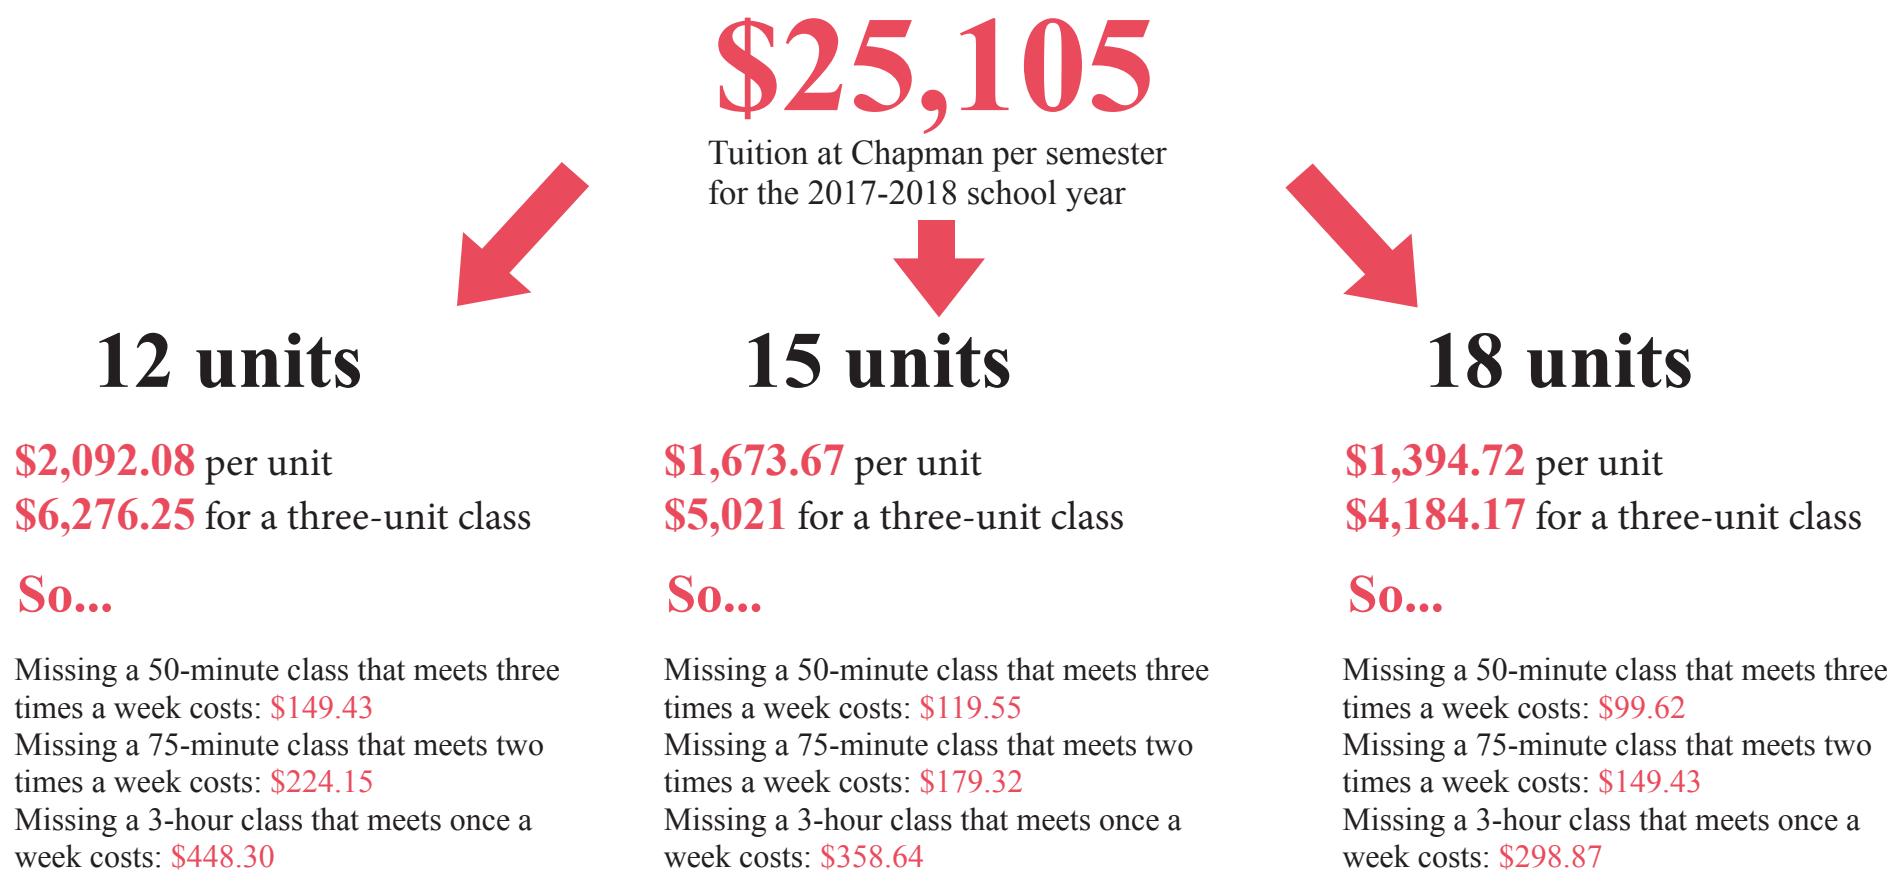 $25,105
Tuition at Chapman per semester
for the 2017-2018 school year
12 units
$2,092.08 per unit
$6,276.25 for a three-unit class
So...
Missing a 50-minute class that meets three
times a week costs: $149.43
Missing a 75-minute class that meets two
times a week costs: $224.15
Missing a 3-hour class that meets once a
week costs: $448.30
15 units
$1,673.67 per unit
$5,021 for a three-unit class
So...
Missing a 50-minute class that meets three
times a week costs: $119.55
Missing a 75-minute class that meets two
times a week costs: $179.32
Missing a 3-hour class that meets once a
week costs: $358.64
18 units
$1,394.72 per unit
$4,184.17 for a three-unit class
So...
Missing a 50-minute class that meets three
times a week costs: $99.62
Missing a 75-minute class that meets two
times a week costs: $149.43
Missing a 3-hour class that meets once a
week costs: $298.87